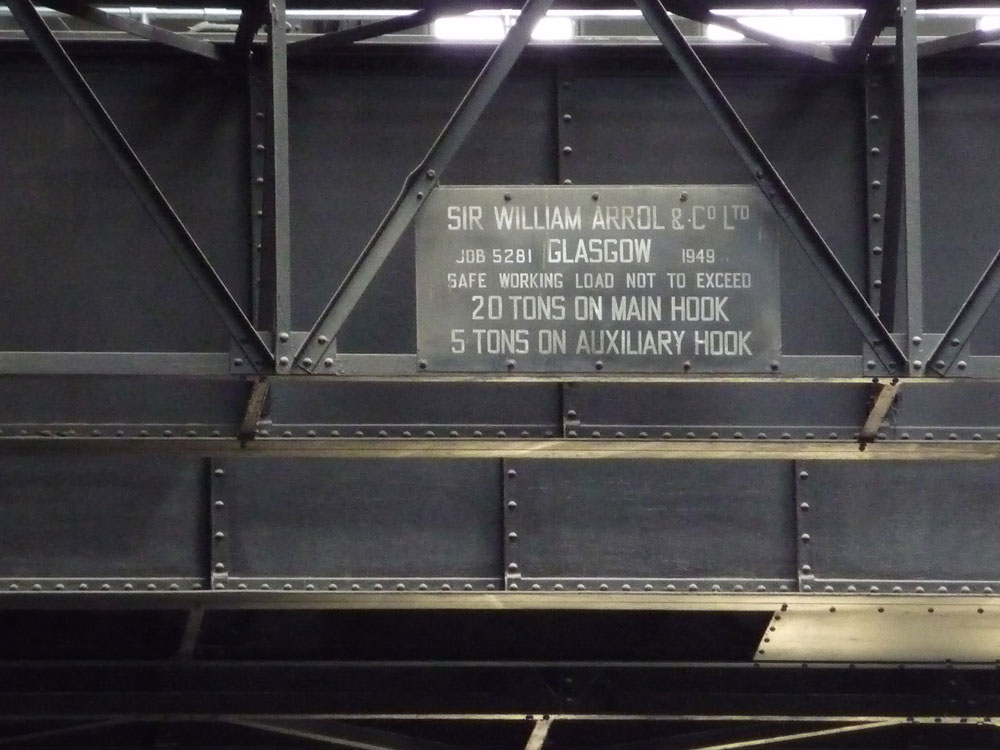 SIR WILLIAM ARROL & Co LTD
JOB 5281 GLASGOW 1949
SAFE WORKING LOAD NOT TO EXCEED
20 TONS ON MAIN HOOK
5 TONS ON AUXILIARY HOOK